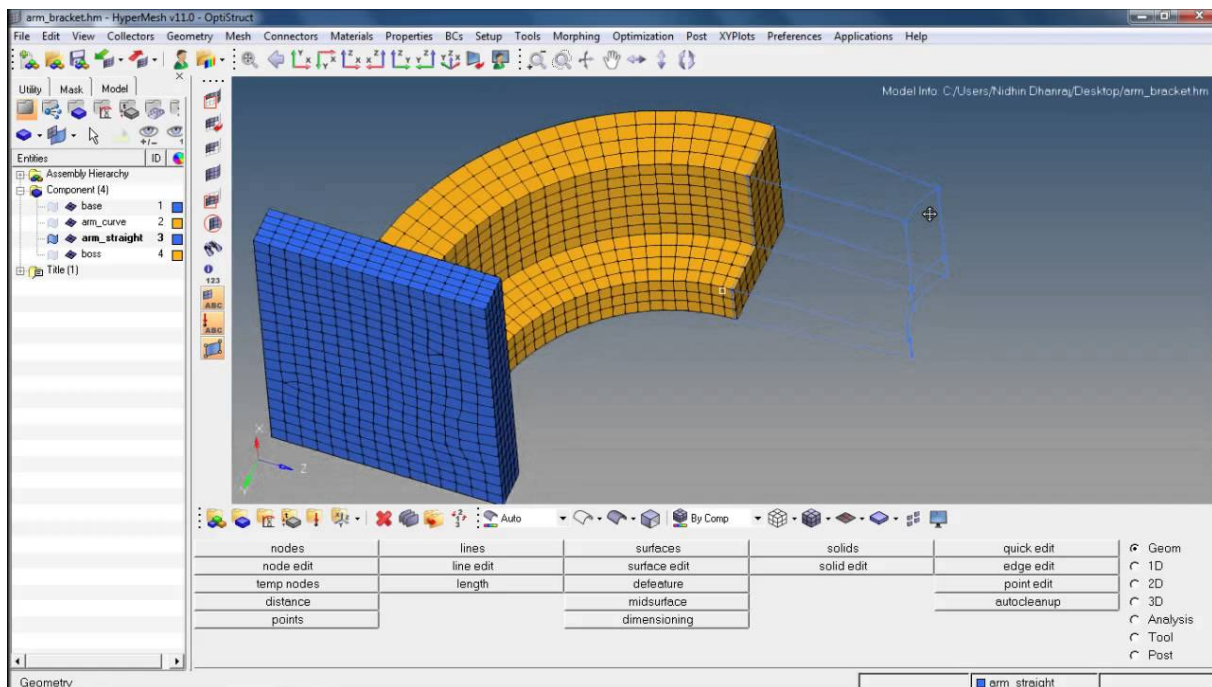 arm_bracket.hm - HyperMesh v11.0 - OptiStruct
File Edit View Collectors Geometry Mesh Connectors Materials Properties BCs Setup Tools Morphing Optimization Post XYPlots Preferences Applications Help
Utility Mask Model
Model Info: C:/Users/Nidhin Dhanraj/Desktop/arm_bracket.hm
Entities ID
Assembly Hierarchy
Component (4)
base 1
arm_curve 2
arm_straight 3
boss 4
Title (1)
123
ABC
ABC
X
Z
Y
Auto
By Comp
nodes lines surfaces solids quick edit Geom
node edit line edit surface edit solid edit edge edit 1D
temp nodes length defeature point edit 2D
distance midsurface autocleanup 3D
points dimensioning Analysis
Tool
Post
Geometry arm_straight